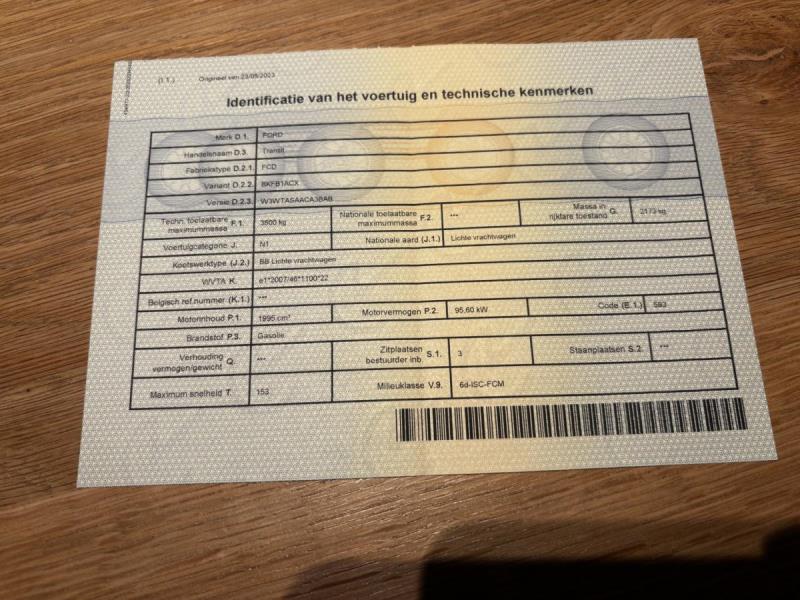 (I.1.) Origineel van 23/05/2023
Identificatie van het voertuig en technische kenmerken
Merk D.1. FORD
Handelsnaam D.3. Transit
Fabriekstype D.2.1. FCD
Variant D.2.2. BKFB1ACX
Versie D.2.3.
Techn. toelaatbare maximummassa F.1. 3500 kg Nationale toelaatbare maximummassa F.2. *** Massa in rijklare toestand G. 2173 kg
Voertuigcategorie J. N1 Nationale aard (J.1.) Lichte vrachtwagen
Koetswerktype (J.2.) BB Lichte vrachtwagen
WVTA K. e1*2007/46*1100*22
Belgisch ref.nummer (K.1.) ***
Motorinhoud P.1. 1995 cm³ Motorvermogen P.2. 95,60 kW Code (E.1.) 593
Brandstof P.3. Gasolie
Verhouding vermogen/gewicht Q. *** Zitplaatsen bestuurder inb. S.1. 3 Staanplaatsen S.2. ***
Maximum snelheid T. 153 Milieuklasse V.9. 6d-ISC-FCM